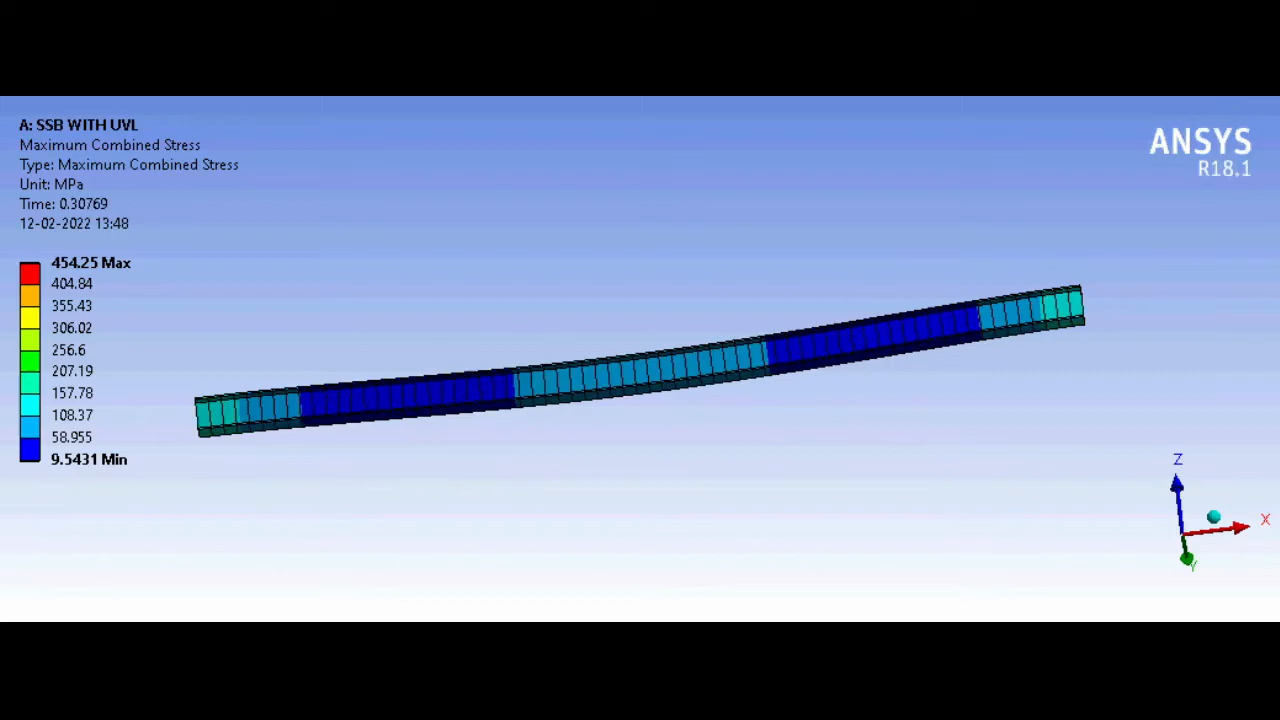 A: SSB WITH UVL
Maximum Combined Stress
Type: Maximum Combined Stress
Unit: MPa
Time: 0.30769
12-02-2022 13:48
ANSYS
R18.1
454.25 Max
404.84
355.43
306.02
256.6
207.19
157.78
108.37
58.955
9.5431 Min
Z
X
Y